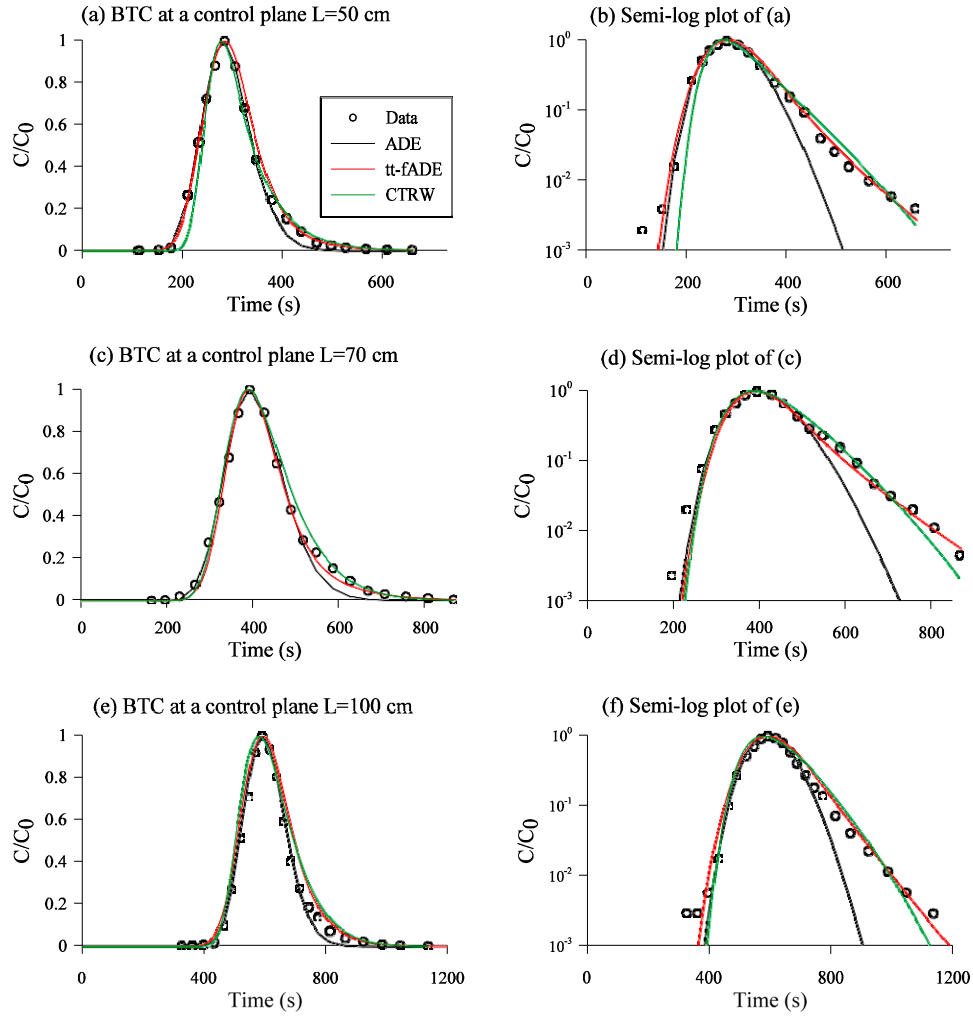 (a) BTC at a control plane L=50 cm
1
0.8
0.6
0.4
0.2
0
C/C0
0 200 400 600
Time (s)
Data
ADE
tt-fADE
CTRW
(b) Semi-log plot of (a)
10^0
10^-1
10^-2
10^-3
C/C0
0 200 400 600
Time (s)
(c) BTC at a control plane L=70 cm
1
0.8
0.6
0.4
0.2
0
C/C0
0 200 400 600 800
Time (s)
(d) Semi-log plot of (c)
10^0
10^-1
10^-2
10^-3
C/C0
0 200 400 600 800
Time (s)
(e) BTC at a control plane L=100 cm
1
0.8
0.6
0.4
0.2
0
C/C0
0 400 800 1200
Time (s)
(f) Semi-log plot of (e)
10^0
10^-1
10^-2
10^-3
C/C0
0 400 800 1200
Time (s)